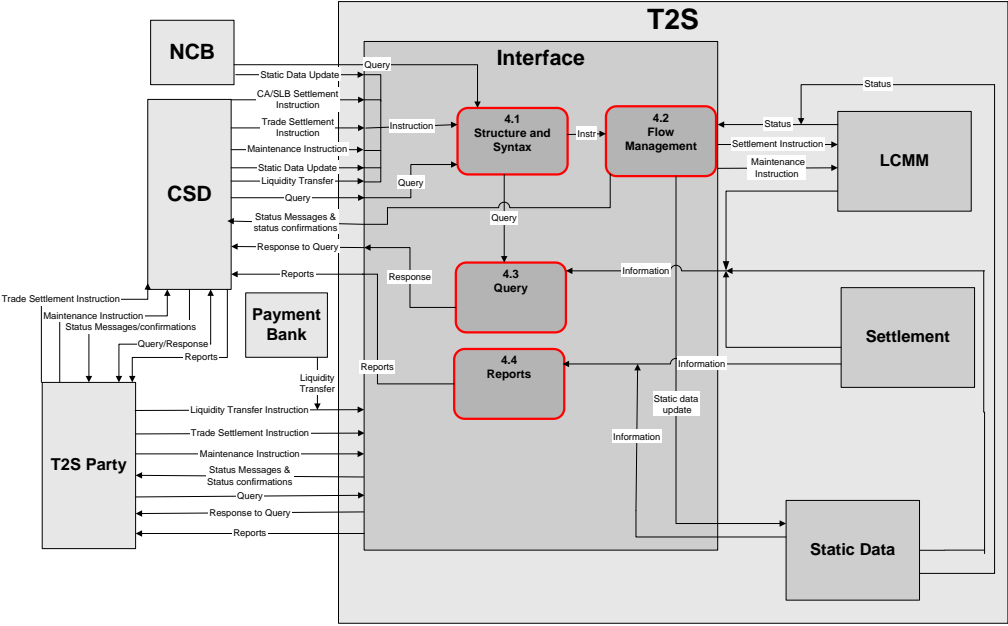 T2S
Interface
NCB
Query
Static Data Update
CA/SLB Settlement
Instruction
Trade Settlement
Instruction
Maintenance Instruction
Static Data Update
Liquidity Transfer
Query
CSD
Status Messages &
status confirmations
Response to Query
Reports
Instruction
Query
4.1
Structure and
Syntax
Instr
4.2
Flow
Management
Status
Status
Settlement Instruction
Maintenance
Instruction
LCMM
Query
Response
4.3
Query
Information
Trade Settlement Instruction
Maintenance Instruction
Status Messages/confirmations
Query/Response
Reports
Payment
Bank
Liquidity
Transfer
Reports
4.4
Reports
Information
Settlement
Static data
update
Information
T2S Party
Liquidity Transfer Instruction
Trade Settlement Instruction
Maintenance Instruction
Status Messages &
Status confirmations
Query
Response to Query
Reports
Static Data